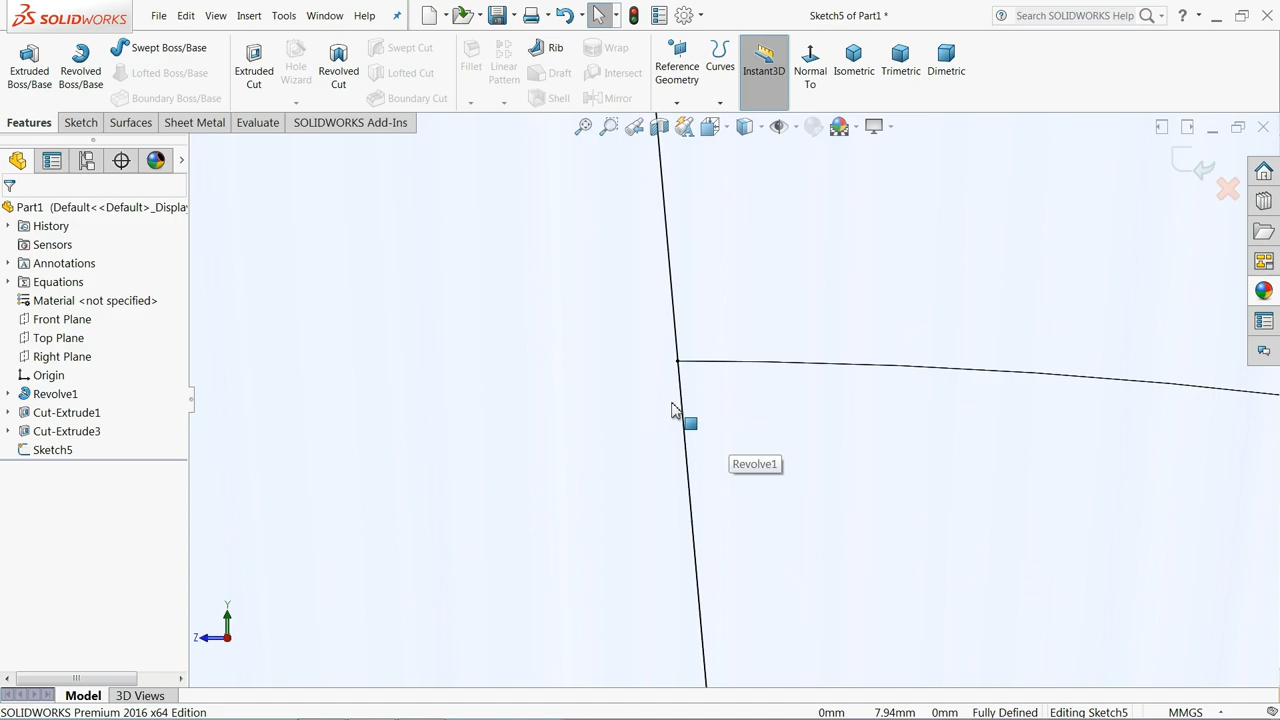 SOLIDWORKS
File
Edit
View
Insert
Tools
Window
Help
Sketch5 of Part1 *
Search SOLIDWORKS Help
?
Extruded Boss/Base
Revolved Boss/Base
Swept Boss/Base
Lofted Boss/Base
Boundary Boss/Base
Extruded Cut
Hole Wizard
Revolved Cut
Swept Cut
Lofted Cut
Boundary Cut
Fillet
Linear Pattern
Rib
Draft
Shell
Wrap
Intersect
Mirror
Reference Geometry
Curves
Instant3D
Normal To
Isometric
Trimetric
Dimetric
Features
Sketch
Surfaces
Sheet Metal
Evaluate
SOLIDWORKS Add-Ins
Part1 (Default<<Default>_Displa
History
Sensors
Annotations
Equations
Material <not specified>
Front Plane
Top Plane
Right Plane
Origin
Revolve1
Cut-Extrude1
Cut-Extrude3
Sketch5
Revolve1
Y
Z
Model
3D Views
SOLIDWORKS Premium 2016 x64 Edition
0mm
7.94mm
0mm
Fully Defined
Editing Sketch5
MMGS